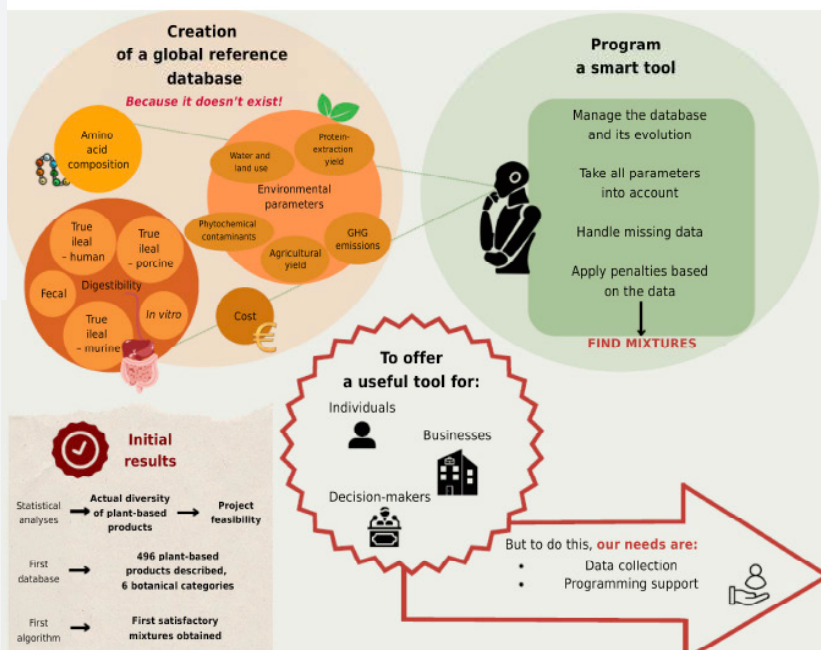 Creation
of a global reference
database
Because it doesn't exist!
Amino
acid
composition
Water and
land use
Protein-
extraction
yield
Environmental
parameters
Phytochemical
contaminants
Agricultural
yield
GHG
emissions
True
ileal
– human
True
ileal
– porcine
Digestibility
Fecal
In vitro
True
ileal
– murine
Cost
€
Program
a smart tool
Manage the database
and its evolution
Take all parameters
into account
Handle missing data
Apply penalties based
on the data
FIND MIXTURES
To offer
a useful tool for:
Individuals
Businesses
Decision-makers
Initial
results
Statistical
analyses
Actual diversity
of plant-based
products
Project
feasibility
First
database
496 plant-based
products described,
6 botanical categories
First
algorithm
First satisfactory
mixtures obtained
But to do this, our needs are:
• Data collection
• Programming support